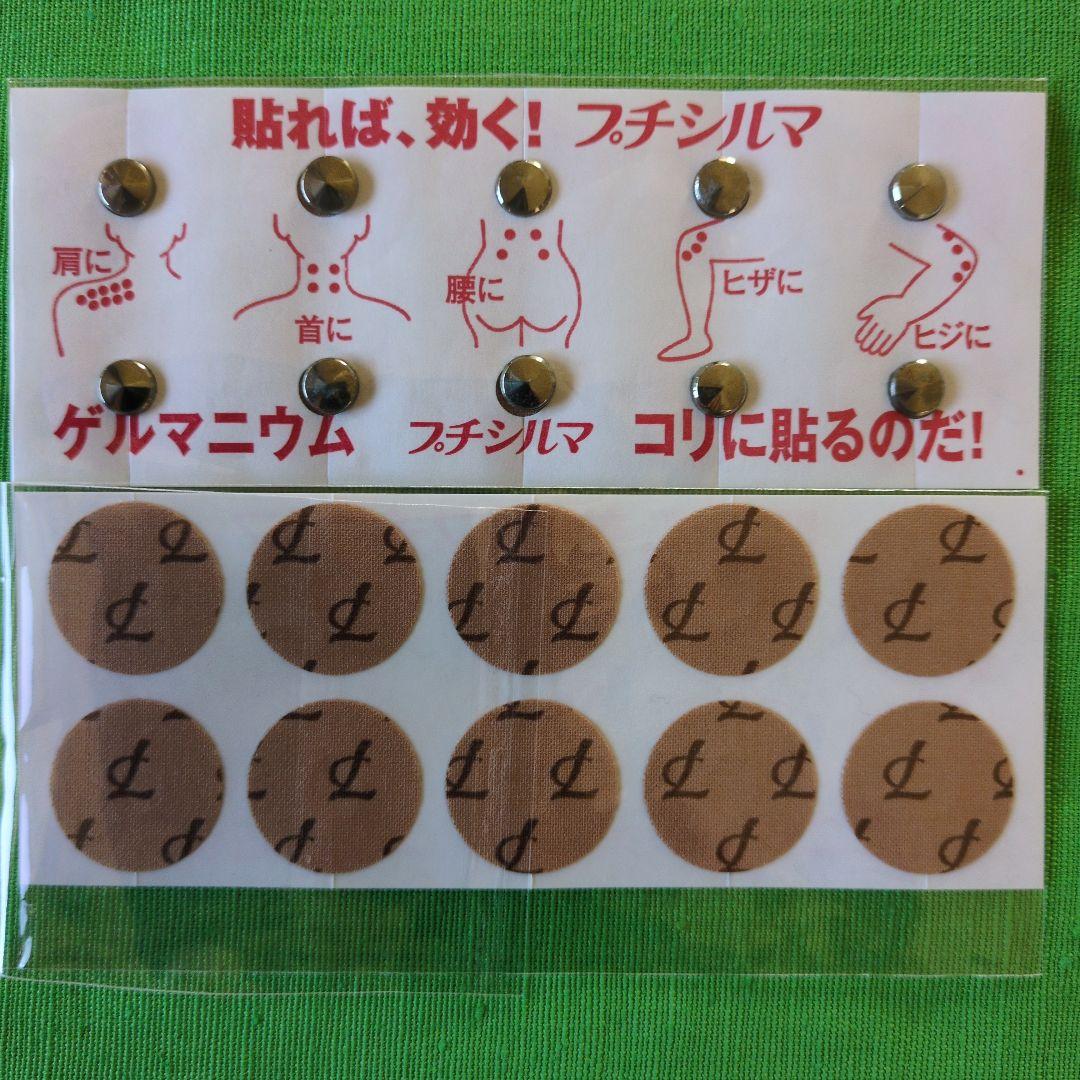 貼れば、効く! プチシルマ
肩に
首に
腰に
ヒザに
ヒジに
ゲルマニウム プチシルマ コリに貼るのだ!